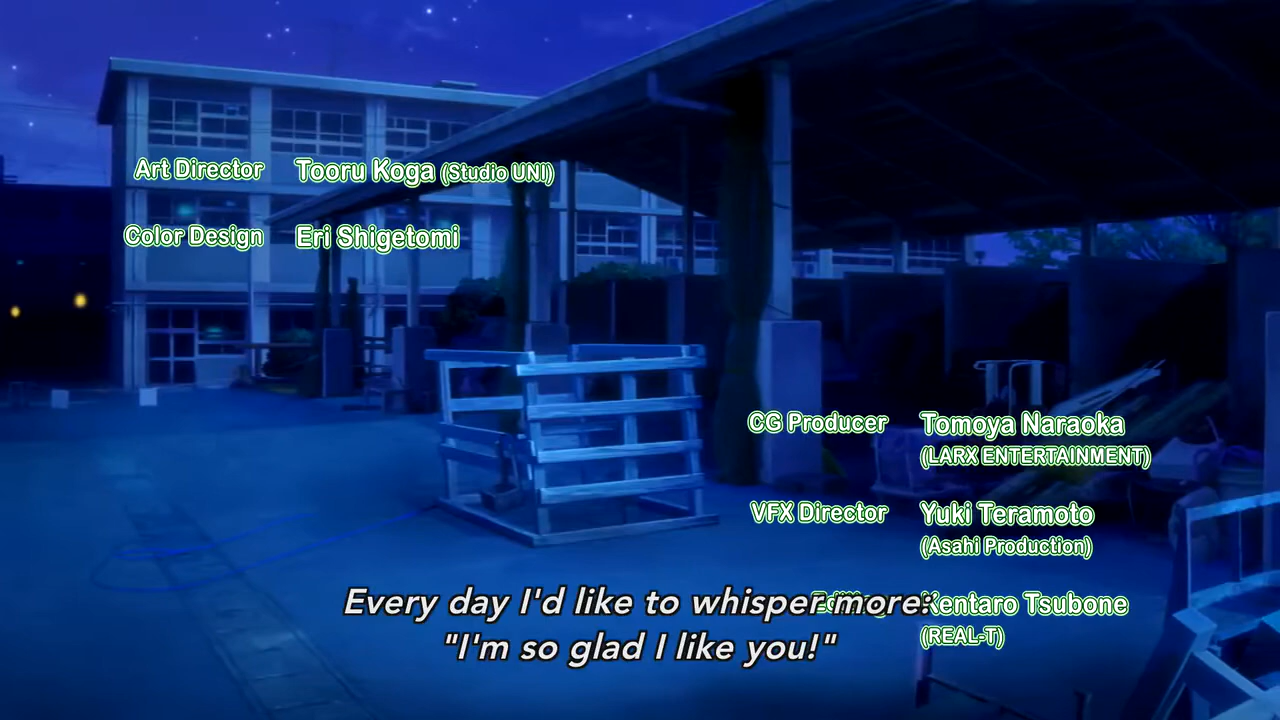 Art Director Tooru Koga (Studio UNI)
Color Design Eri Shigetomi
CG Producer Tomoya Naraoka
(LARX ENTERTAINMENT)
VFX Director Yuki Teramoto
(Asahi Production)
Kentaro Tsubone
(REAL-T)
Every day I'd like to whisper more:
"I'm so glad I like you!"